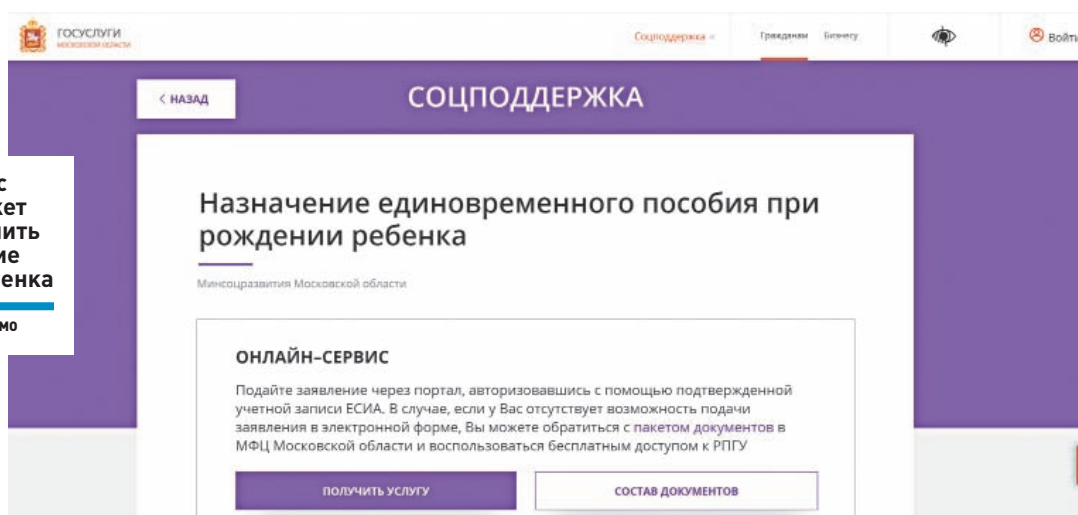 ГОСУСЛУГИ
МОСКОВСКОЙ ОБЛАСТИ
Соцподдержка
Гражданам
Бизнесу
Войти
< НАЗАД
СОЦПОДДЕРЖКА
Назначение единовременного пособия при
рождении ребенка
Минсоцразвития Московской области
ОНЛАЙН–СЕРВИС
Подайте заявление через портал, авторизовавшись с помощью подтвержденной
учетной записи ЕСИА. В случае, если у Вас отсутствует возможность подачи
заявления в электронной форме, Вы можете обратиться с пакетом документов в
МФЦ Московской области и воспользоваться бесплатным доступом к РПГУ
ПОЛУЧИТЬ УСЛУГУ
СОСТАВ ДОКУМЕНТОВ